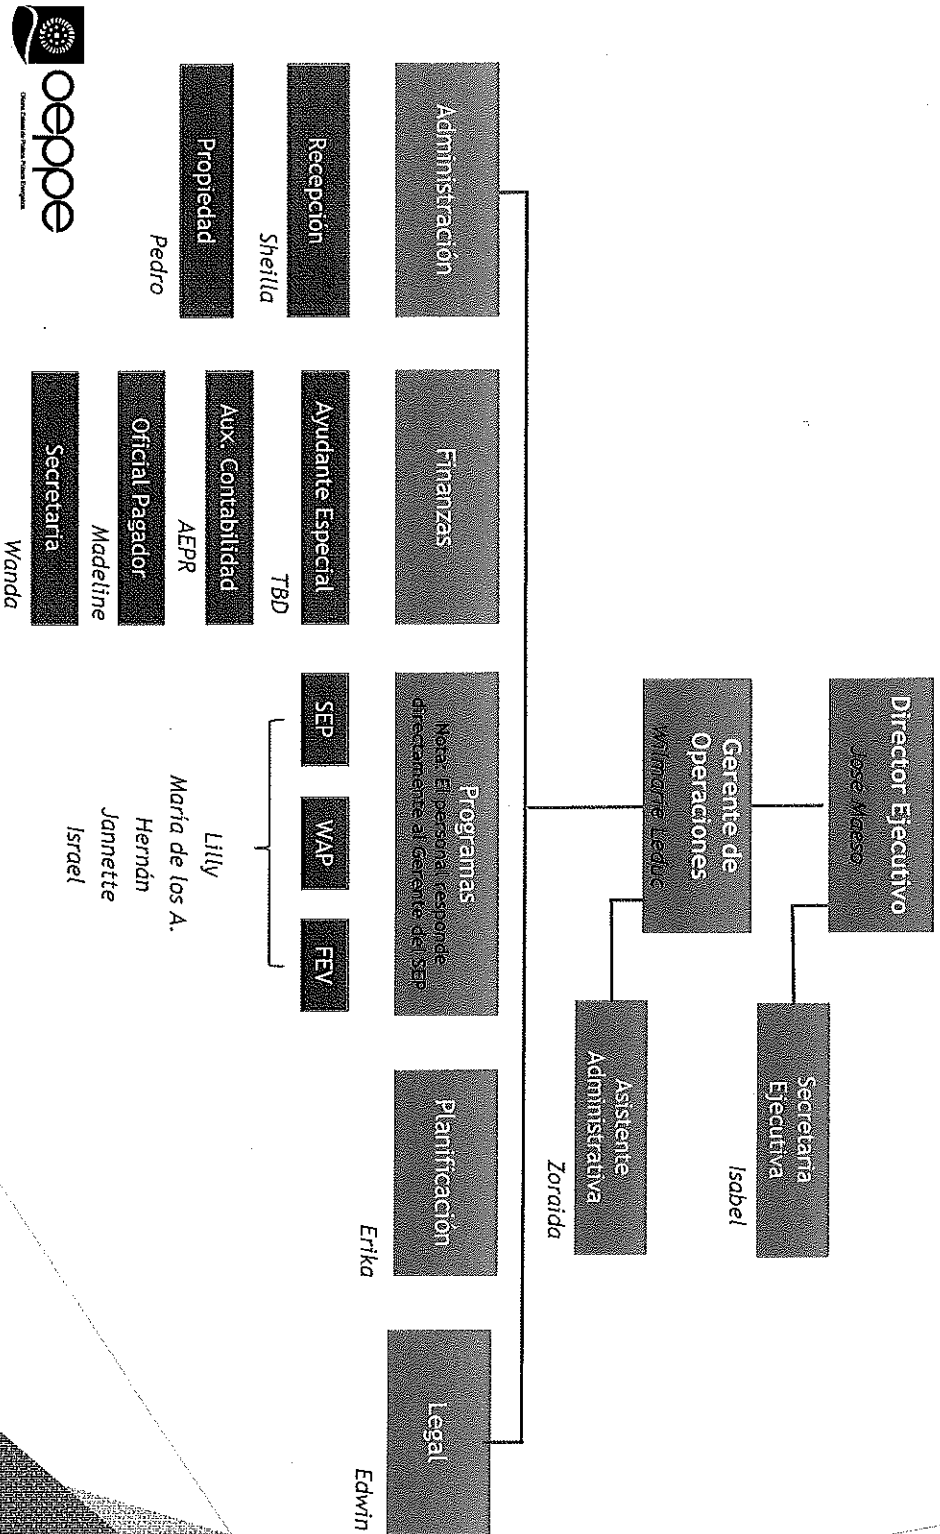 Director Ejecutivo
José Maeso
Secretaria
Ejecutiva
Isabel
Gerente de
Operaciones
Wilmarie Leduc
Asistente
Administrativa
Zoraida
Administración
Recepción
Sheilla
Propiedad
Pedro
Finanzas
Ayudante Especial
TBD
Aux. Contabilidad
AEPR
Oficial Pagador
Madeline
Secretaria
Wanda
Programas
Nota: El personal responde
directamente al Gerente del SEP
SEP
WAP
FEV
Lilly
María de los A.
Hernán
Jannette
Israel
Planificación
Erika
Legal
Edwin
oeppe